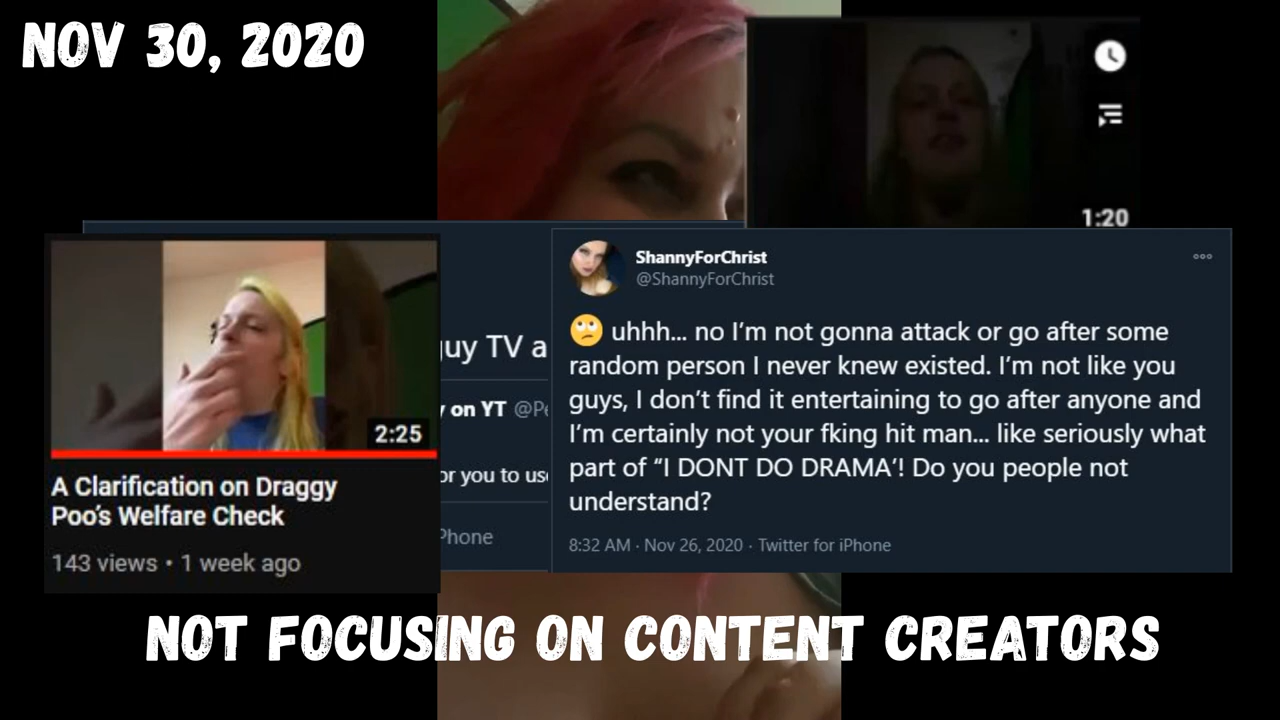 NOV 30, 2020
1:20
ShannyForChrist
@ShannyForChrist
🙄 uhhh... no I'm not gonna attack or go after some
random person I never knew existed. I'm not like you
guys, I don't find it entertaining to go after anyone and
I'm certainly not your fking hit man... like seriously what
part of “I DONT DO DRAMA’! Do you people not
understand?
8:32 AM · Nov 26, 2020 · Twitter for iPhone
TV a
on YT
you to
2:25
A Clarification on Draggy
Poo's Welfare Check
143 views • 1 week ago
NOT FOCUSING ON CONTENT CREATORS